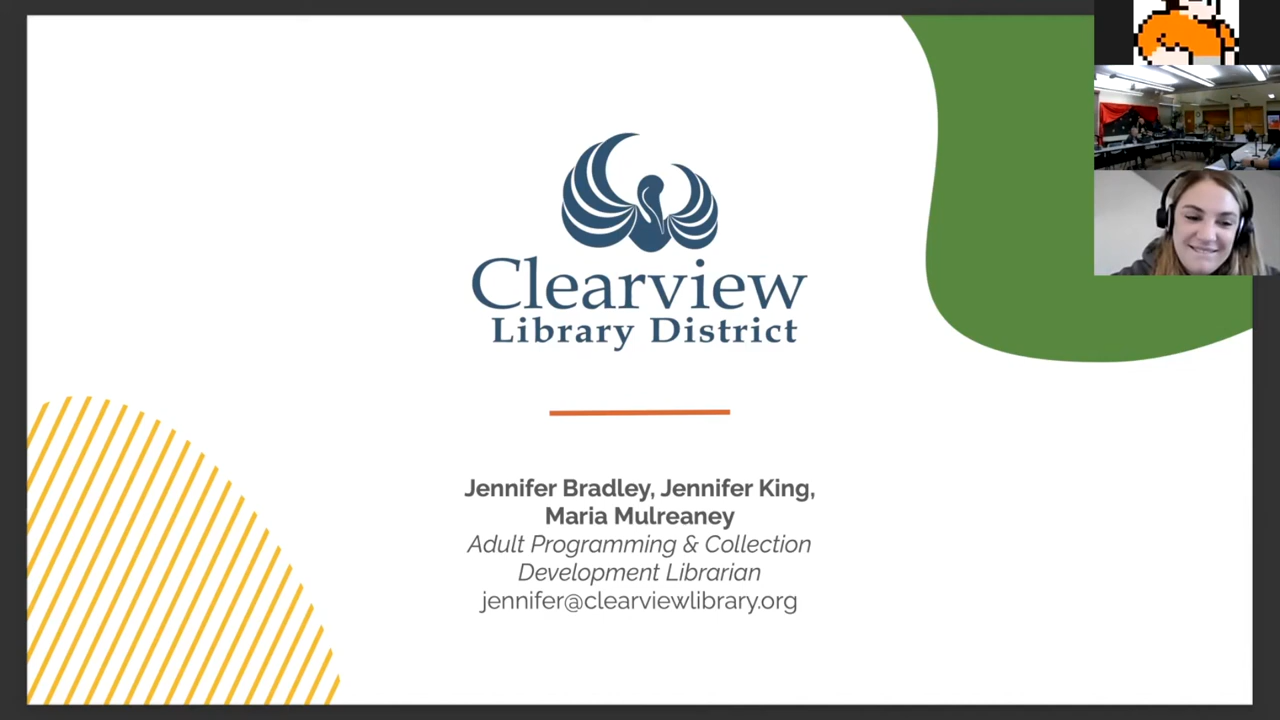 Clearview
Library District
Jennifer Bradley, Jennifer King,
Maria Mulreaney
Adult Programming & Collection
Development Librarian
jennifer@clearviewlibrary.org